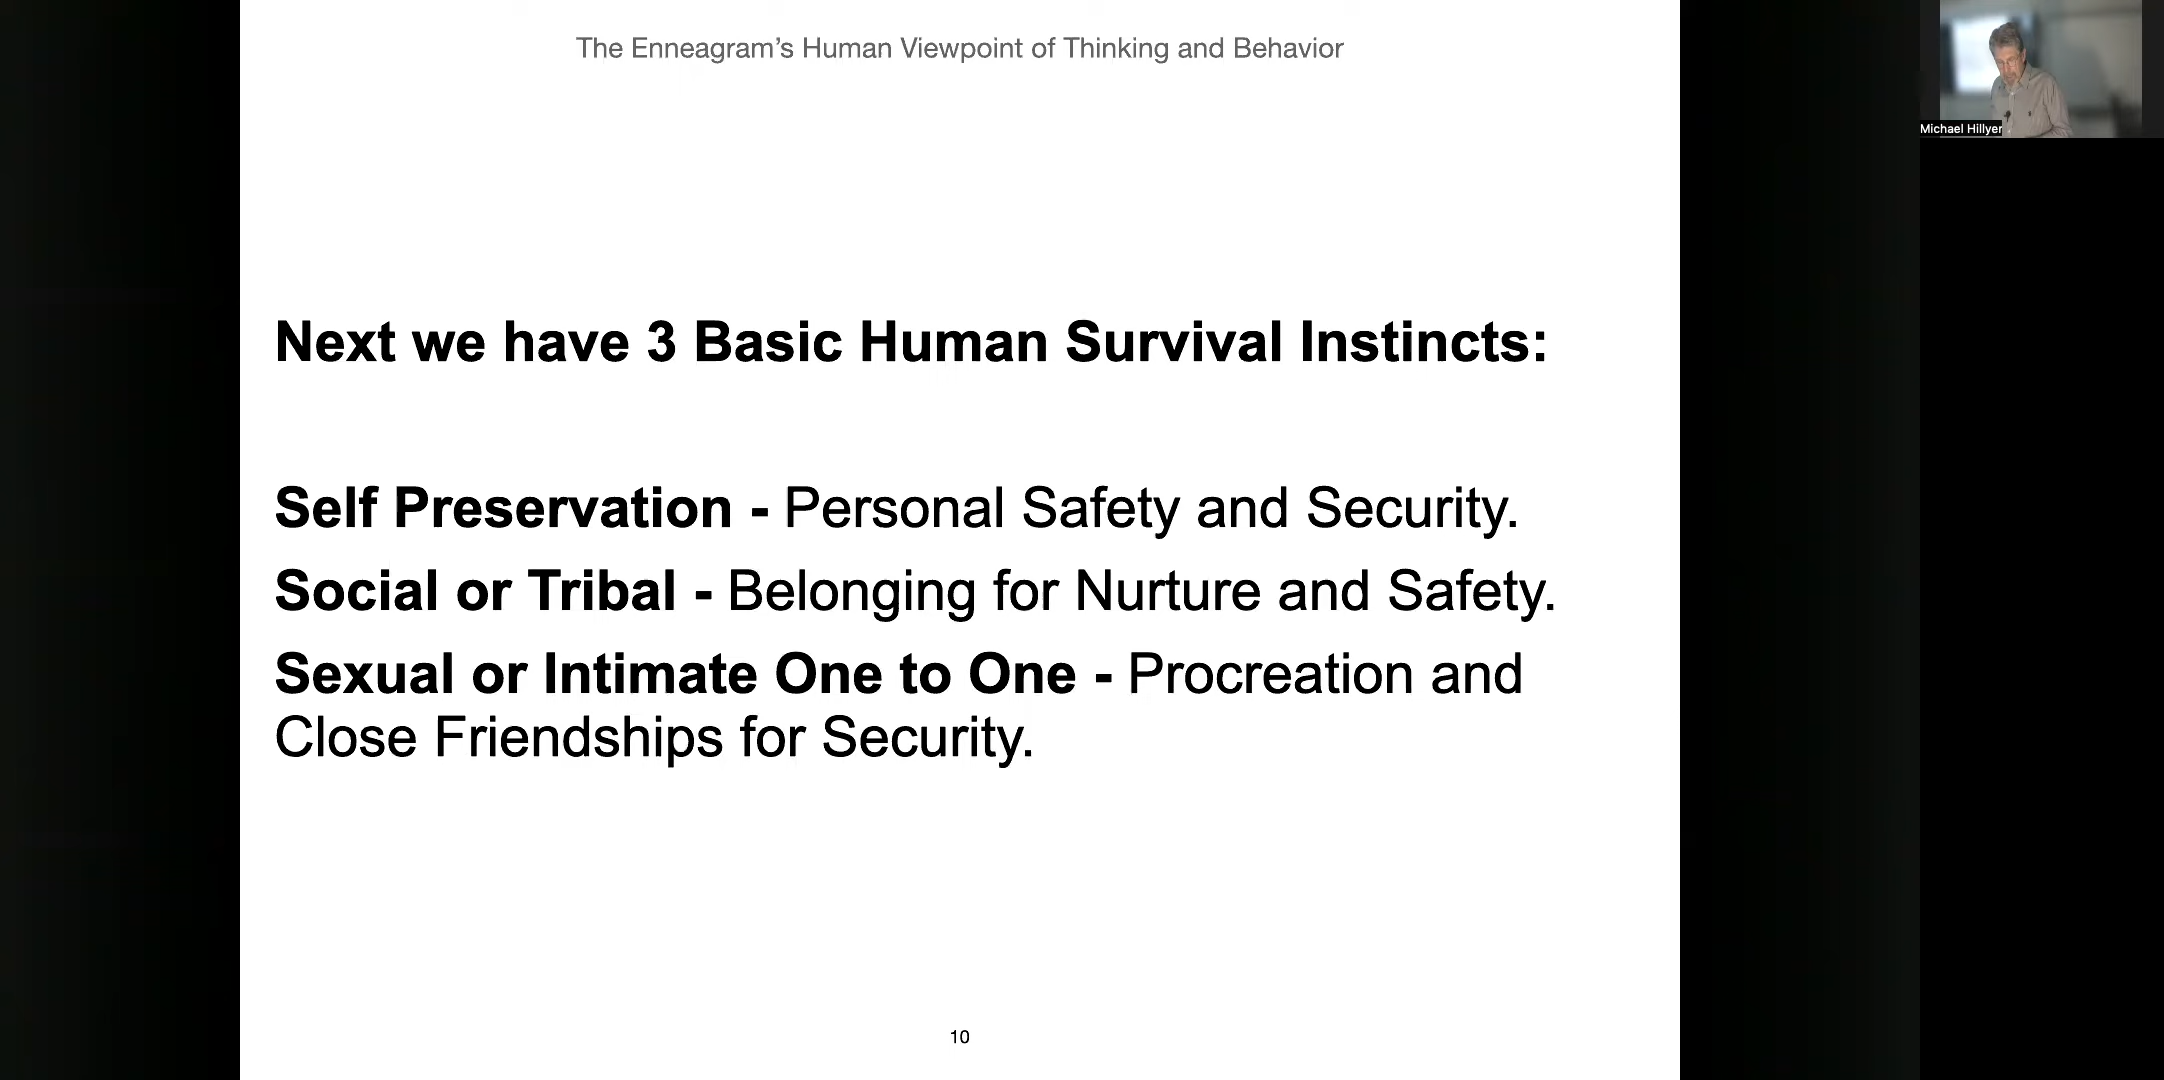 The Enneagram’s Human Viewpoint of Thinking and Behavior
Michael Hillyer
Next we have 3 Basic Human Survival Instincts:
Self Preservation - Personal Safety and Security.
Social or Tribal - Belonging for Nurture and Safety.
Sexual or Intimate One to One - Procreation and
Close Friendships for Security.
10